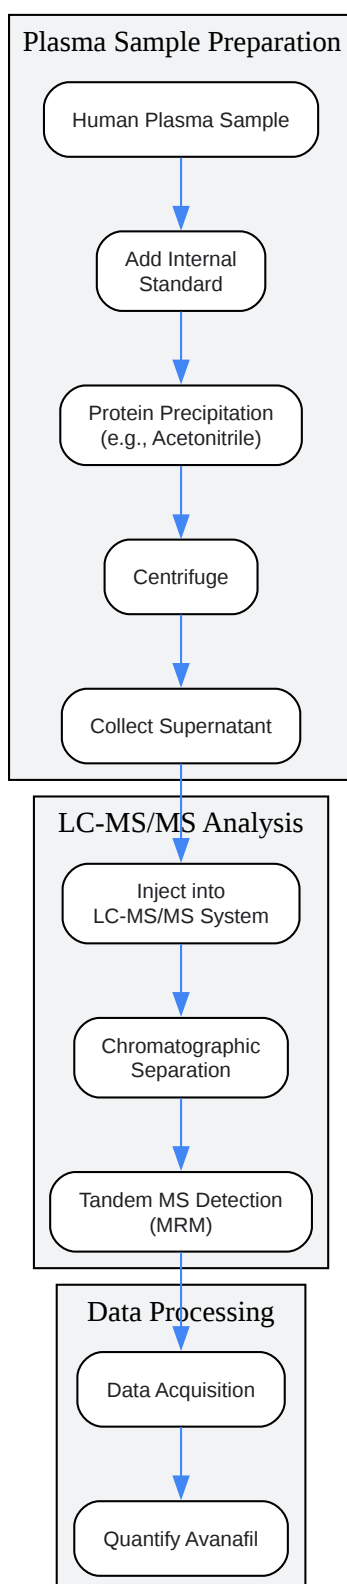 Plasma Sample Preparation
Human Plasma Sample
Add Internal
Standard
Protein Precipitation
(e.g., Acetonitrile)
Centrifuge
Collect Supernatant
LC-MS/MS Analysis
Inject into
LC-MS/MS System
Chromatographic
Separation
Tandem MS Detection
(MRM)
Data Processing
Data Acquisition
Quantify Avanafil